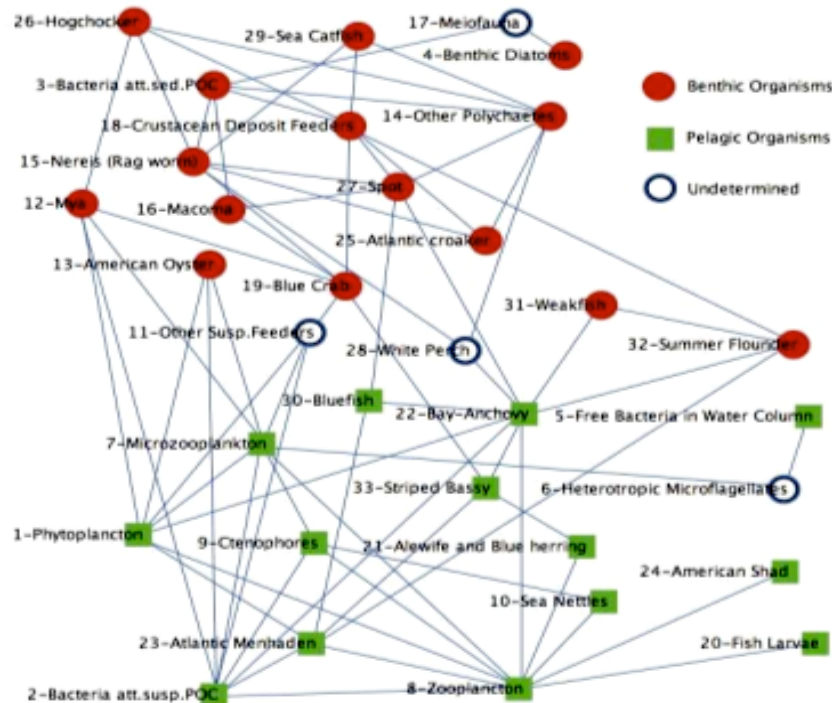 26-Hogchocker
17-Meiofauna
29-Sea Catfish
4-Benthic Diatoms
3-Bacteria att.sed.POC
Benthic Organisms
14-Other Polychaetes
18-Crustacean Deposit Feeders
Pelagic Organisms
15-Nereis (Rag worm)
27-Spot
Undetermined
12-Mya
16-Macoma
25-Atlantic croaker
13-American Oyster
19-Blue Crab
31-Weakfish
11-Other Susp.Feeders
28-White Perch
32-Summer Flounder
30-Bluefish
22-Bay-Anchovy
5-Free Bacteria in Water Column
7-Microzooplankton
33-Striped Bassy
6-Heterotropic Microflagellates
1-Phytoplancton
9-Ctenophores
21-Alewife and Blue herring
24-American Shad
10-Sea Nettles
23-Atlantic Menhaden
20-Fish Larvae
2-Bacteria att.susp.POC
8-Zooplancton